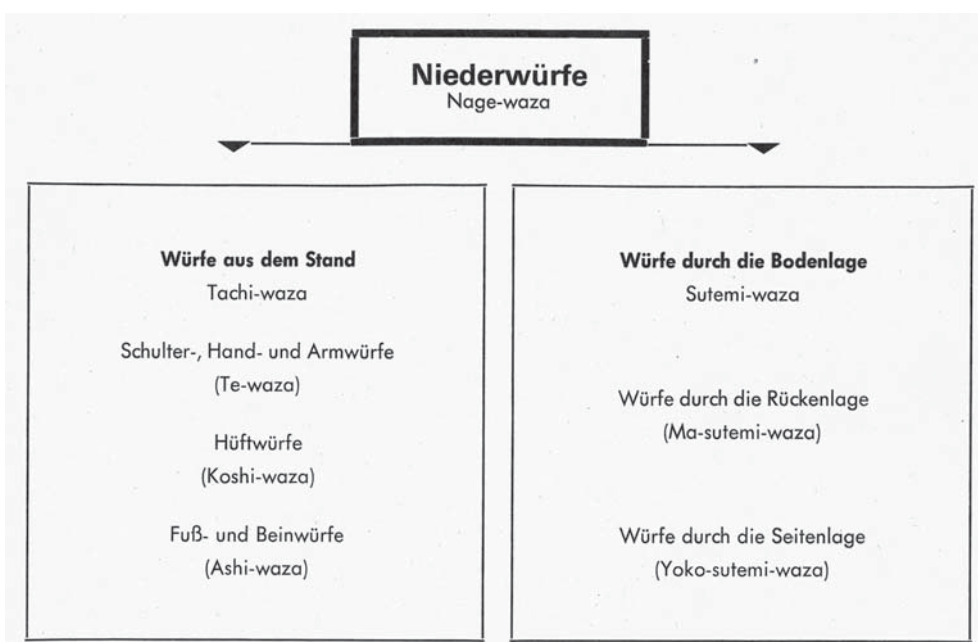 Niederwürfe
Nage-waza
Würfe aus dem Stand
Tachi-waza
Schulter-, Hand- und Armwürfe
(Te-waza)
Hüftwürfe
(Koshi-waza)
Fuß- und Beinwürfe
(Ashi-waza)
Würfe durch die Bodenlage
Sutemi-waza
Würfe durch die Rückenlage
(Ma-sutemi-waza)
Würfe durch die Seitenlage
(Yoko-sutemi-waza)